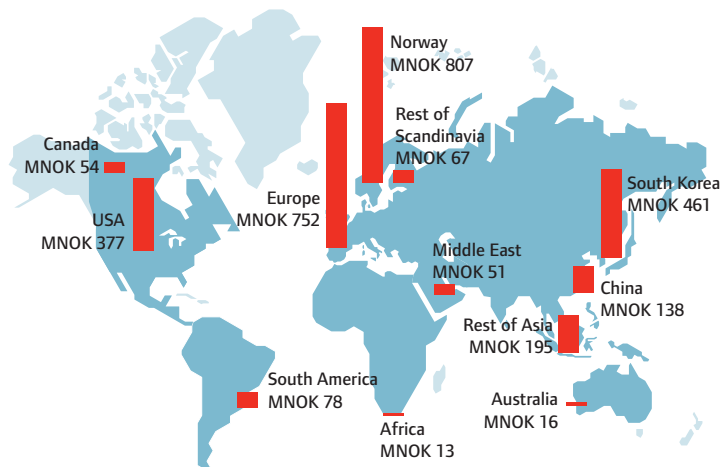 Norway
MNOK 807
Rest of
Scandinavia
MNOK 67
Canada
MNOK 54
USA
MNOK 377
Europe
MNOK 752
South Korea
MNOK 461
Middle East
MNOK 51
China
MNOK 138
Rest of Asia
MNOK 195
South America
MNOK 78
Australia
MNOK 16
Africa
MNOK 13